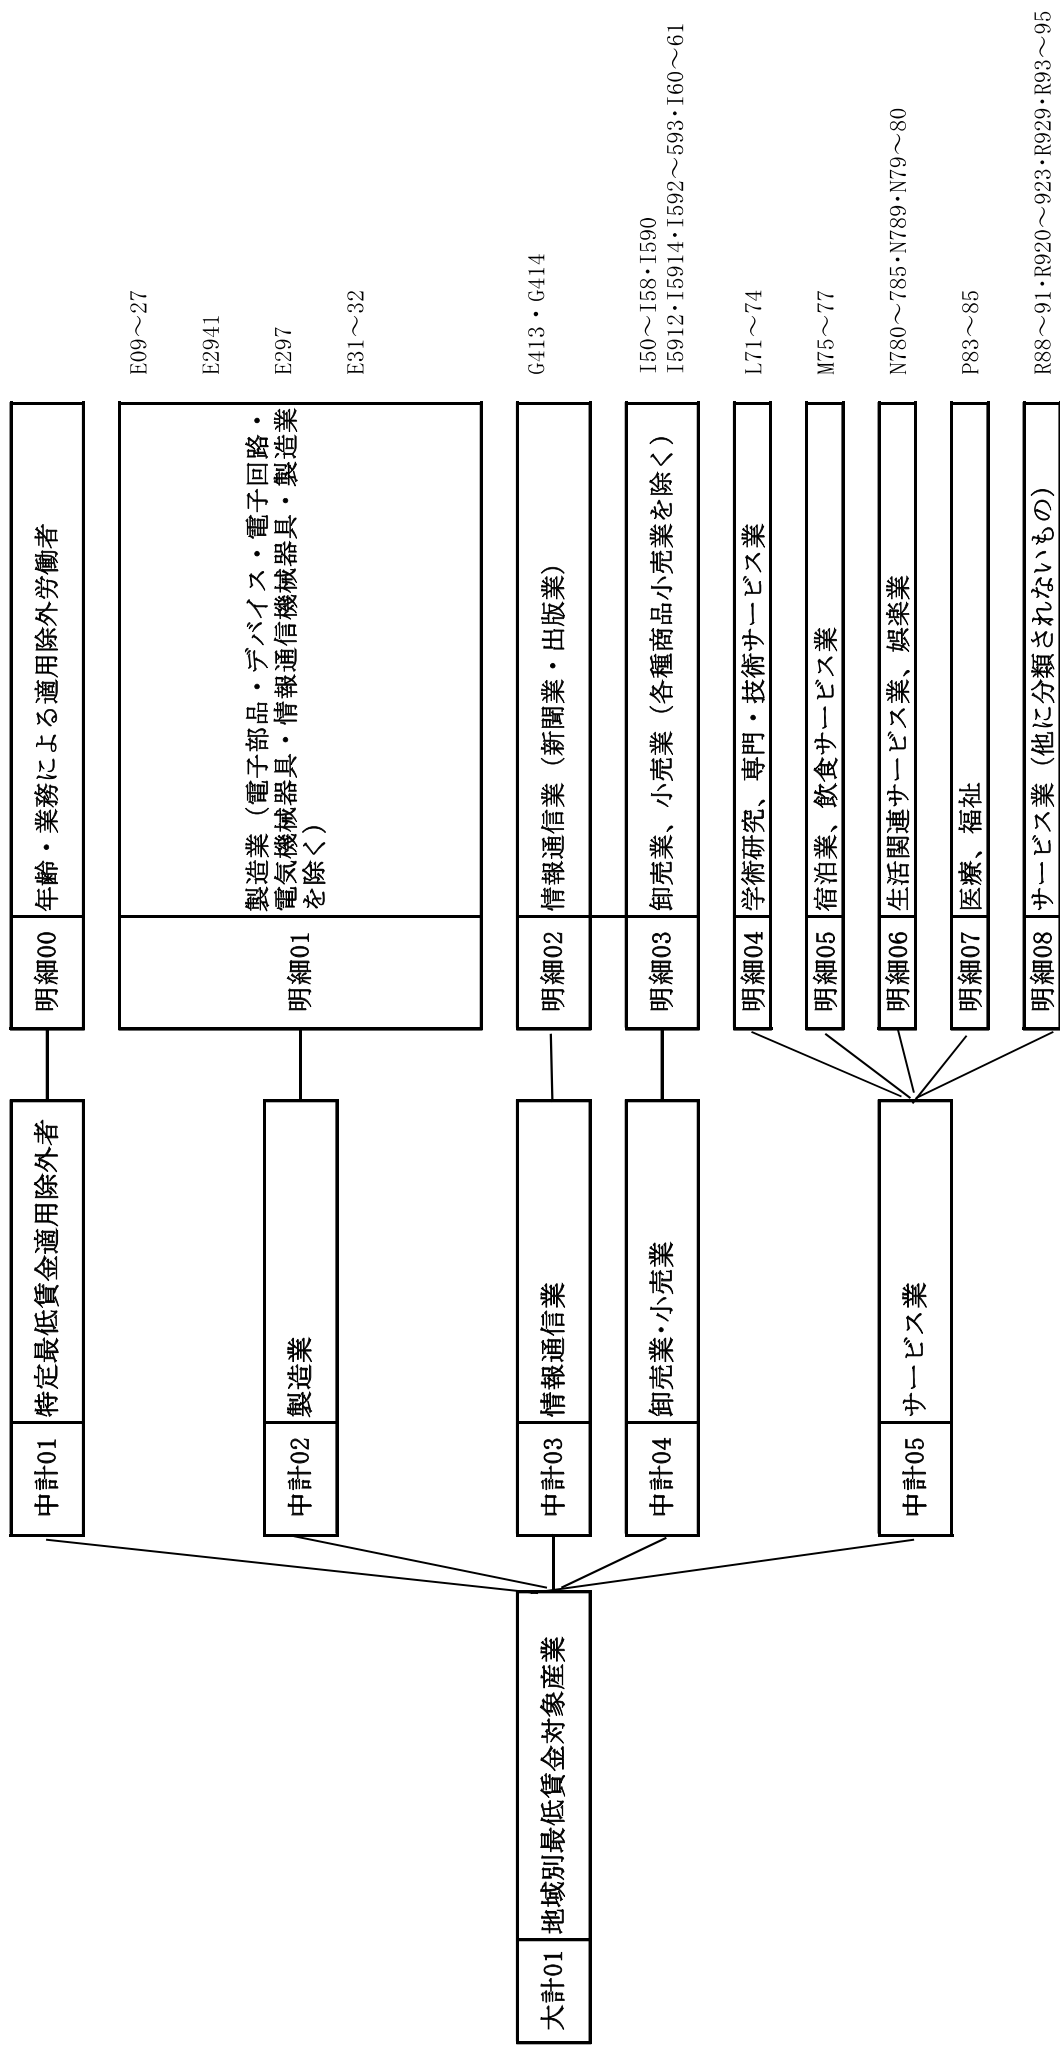 大計01 地域別最低賃金対象産業
中計01 特定最低賃金適用除外者
明細00 年齢・業務による適用除外労働者
中計02 製造業
明細01 製造業（電子部品・デバイス・電子回路・
電気機械器具・情報通信機械器具・製造業
を除く）
E09～27
E2941
E297
E31～32
中計03 情報通信業
明細02 情報通信業（新聞業・出版業）
G413・G414
中計04 卸売業・小売業
明細03 卸売業、小売業（各種商品小売業を除く）
I50～I58・I590
I5912・I5914・I592～593・I60～61
中計05 サービス業
明細04 学術研究、専門・技術サービス業
L71～74
明細05 宿泊業、飲食サービス業
M75～77
明細06 生活関連サービス業、娯楽業
N780～785・N789・N79～80
明細07 医療、福祉
P83～85
明細08 サービス業（他に分類されないもの）
R88～91・R920～923・R929・R93～95